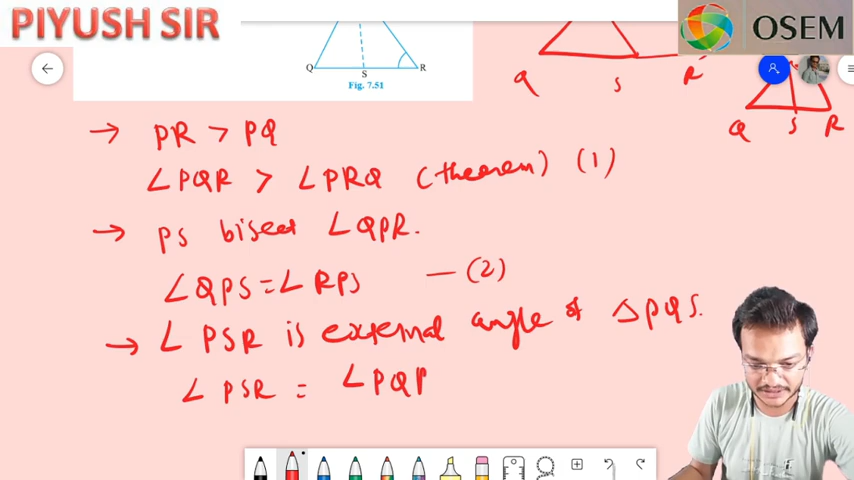 PIYUSH SIR
OSEM
Q S R
Fig. 7.51
Q S R
Q S R
→ PR > PQ
∠PQR > ∠PRQ (theorem) (1)
→ PS bisect ∠QPR.
∠QPS = ∠RPS — (2)
→ ∠PSR is external angle of △PQS.
∠PSR = ∠PQP